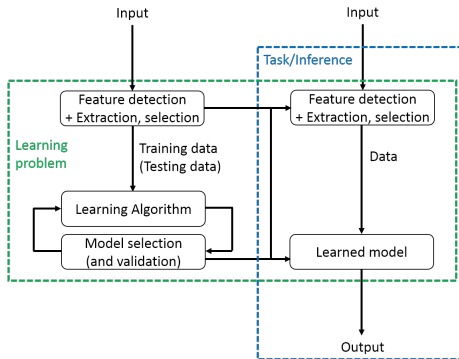 Input
Input
Task/Inference
Feature detection
+ Extraction, selection
Feature detection
+ Extraction, selection
Learning
problem
Training data
(Testing data)
Data
Learning Algorithm
Model selection
(and validation)
Learned model
Output